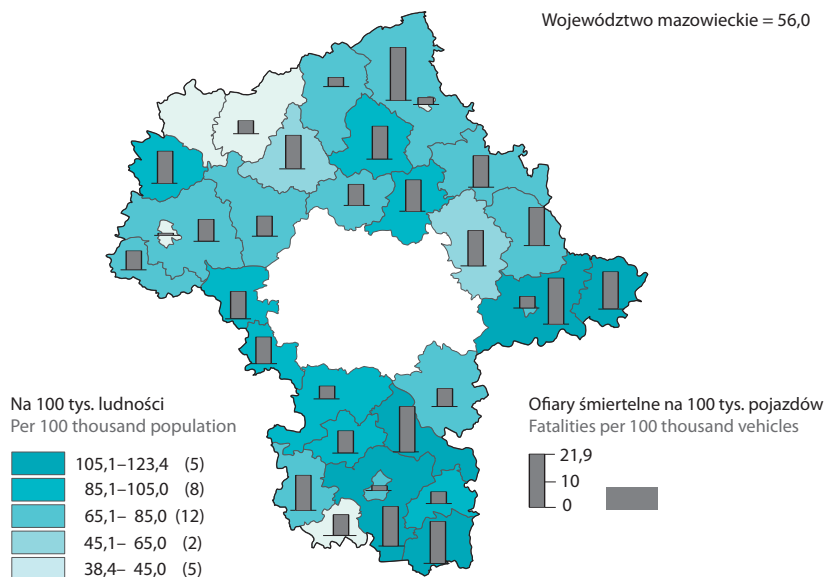 Województwo mazowieckie = 56,0
Na 100 tys. ludności
Per 100 thousand population
105,1–123,4 (5)
85,1–105,0 (8)
65,1– 85,0 (12)
45,1– 65,0 (2)
38,4– 45,0 (5)
Ofiary śmiertelne na 100 tys. pojazdów
Fatalities per 100 thousand vehicles
21,9
10
0